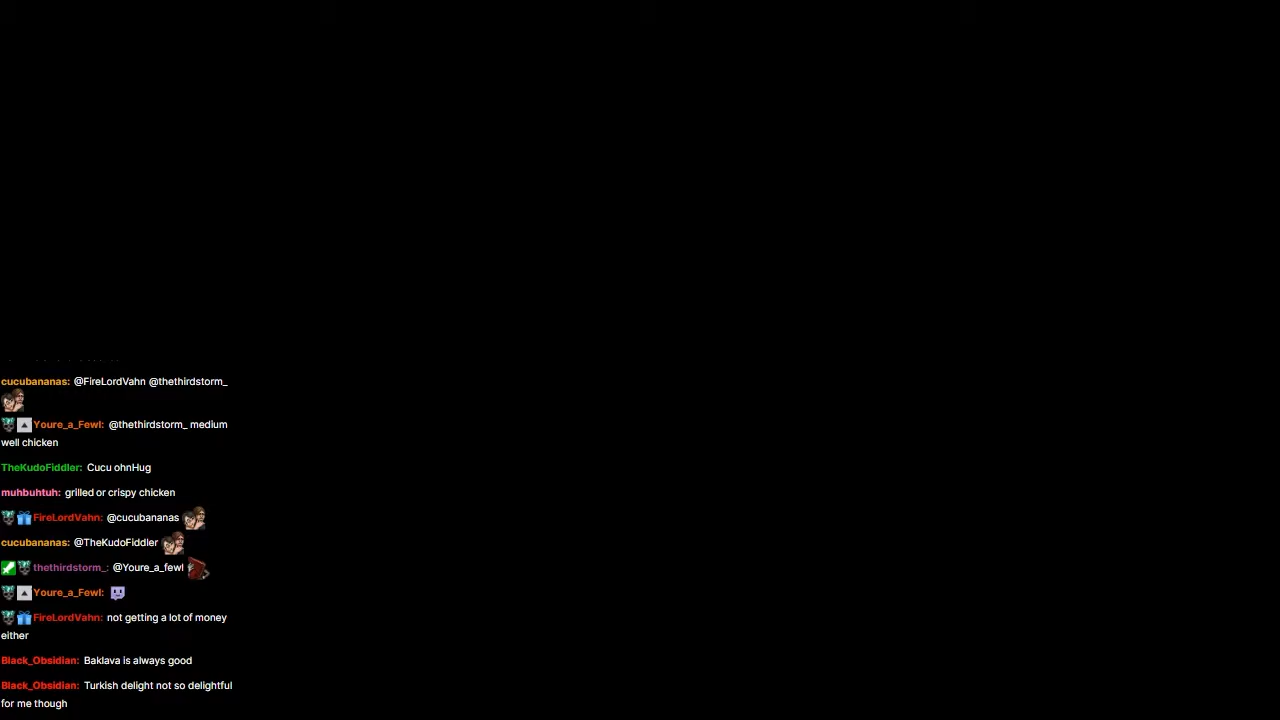 cucubananas: @FireLordVahn @thethirdstorm_
Youre_a_Fewl: @thethirdstorm_ medium
well chicken
TheKudoFiddler: Cucu ohnHug
muhbuhtuh: grilled or crispy chicken
FireLordVahn: @cucubananas
cucubananas: @TheKudoFiddler
thethirdstorm_: @Youre_a_fewl
Youre_a_Fewl:
FireLordVahn: not getting a lot of money
either
Black_Obsidian: Baklava is always good
Black_Obsidian: Turkish delight not so delightful
for me though